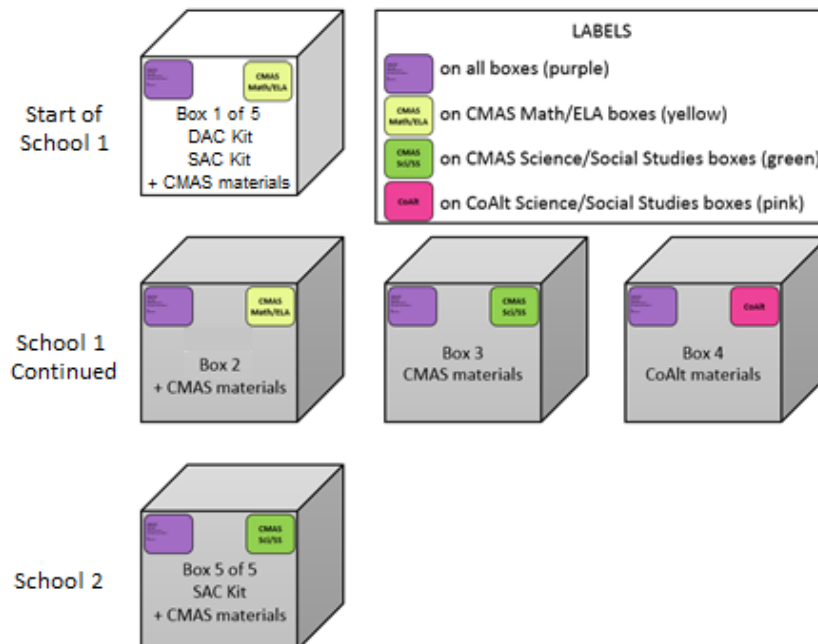 LABELS
on all boxes (purple)
CMAS
Math/ELA
on CMAS Math/ELA boxes (yellow)
CMAS
Sci/SS
on CMAS Science/Social Studies boxes (green)
CoAlt
on CoAlt Science/Social Studies boxes (pink)
Start of
School 1
CMAS
Math/ELA
Box 1 of 5
DAC Kit
SAC Kit
+ CMAS materials
School 1
Continued
CMAS
Math/ELA
Box 2
+ CMAS materials
CMAS
Sci/SS
Box 3
CMAS materials
CoAlt
Box 4
CoAlt materials
School 2
CMAS
Sci/SS
Box 5 of 5
SAC Kit
+ CMAS materials